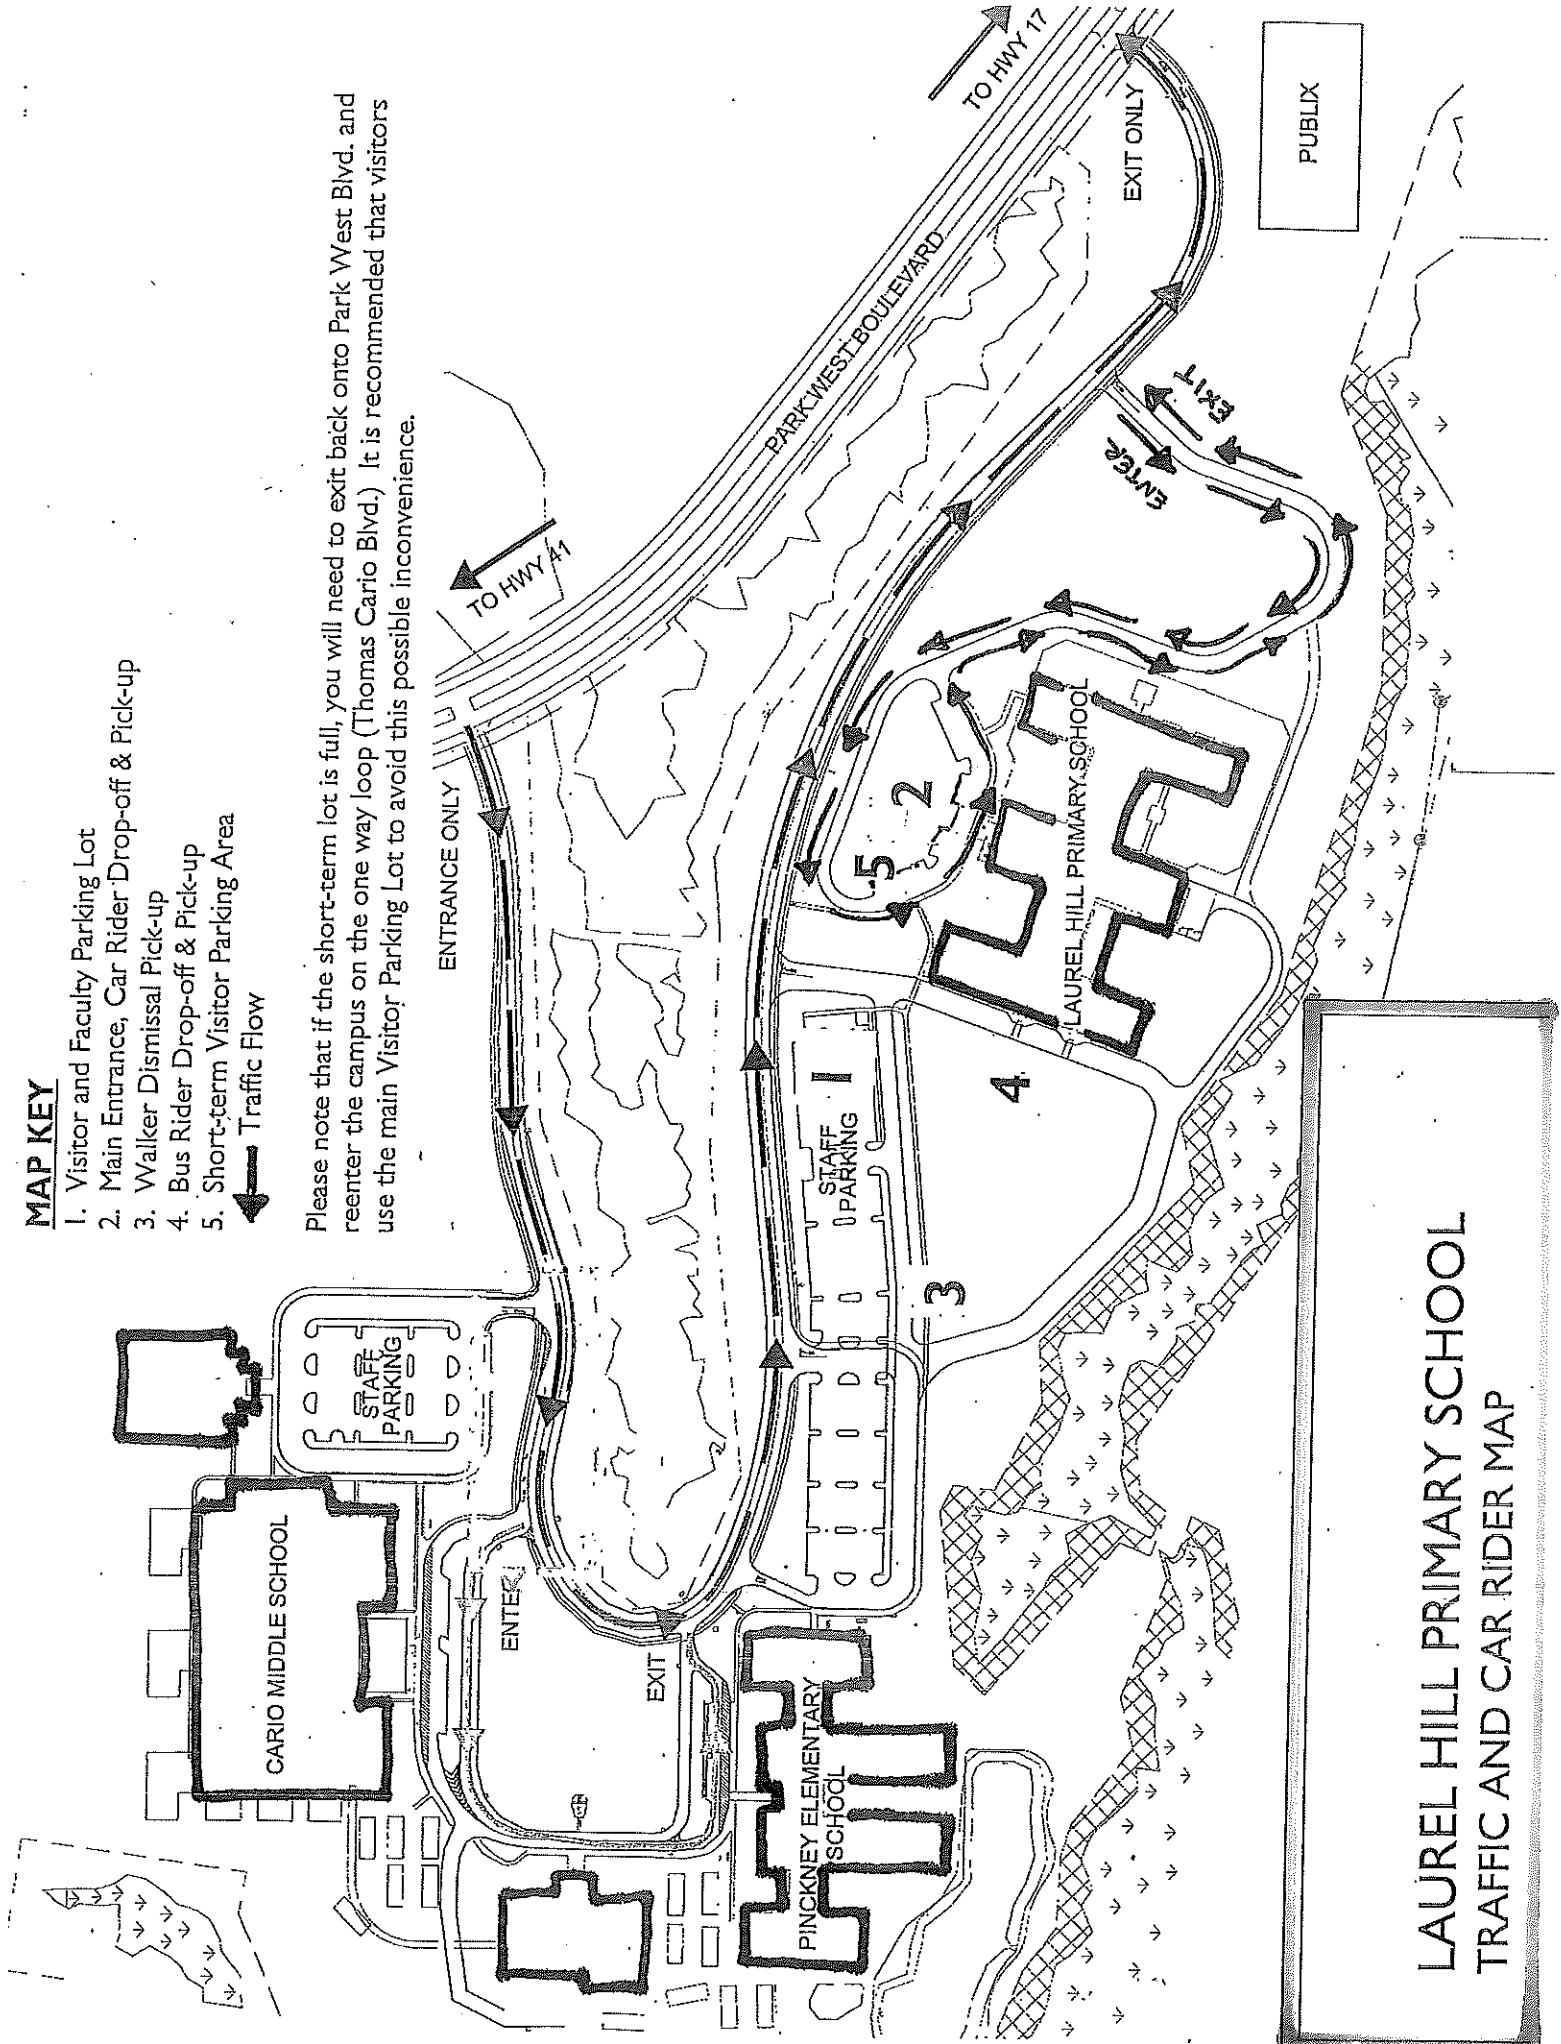 MAP KEY
1. Visitor and Faculty Parking Lot
2. Main Entrance, Car Rider Drop-off & Pick-up
3. Walker Dismissal Pick-up
4. Bus Rider Drop-off & Pick-up
5. Short-term Visitor Parking Area
Traffic Flow
Please note that if the short-term lot is full, you will need to exit back onto Park West Blvd. and
reenter the campus on the one way loop (Thomas Cario Blvd.) It is recommended that visitors
use the main Visitor Parking Lot to avoid this possible inconvenience.
TO HWY 17
TO HWY 41
ENTRANCE ONLY
PARK WEST BOULEVARD
EXIT ONLY
PUBLIX
STAFF
PARKING
CARIO MIDDLE SCHOOL
ENTER
EXIT
PINCKNEY ELEMENTARY
SCHOOL
STAFF
PARKING
1
2
3
4
5
LAUREL HILL PRIMARY SCHOOL
ENTER
EXIT
LAUREL HILL PRIMARY SCHOOL
TRAFFIC AND CAR RIDER MAP